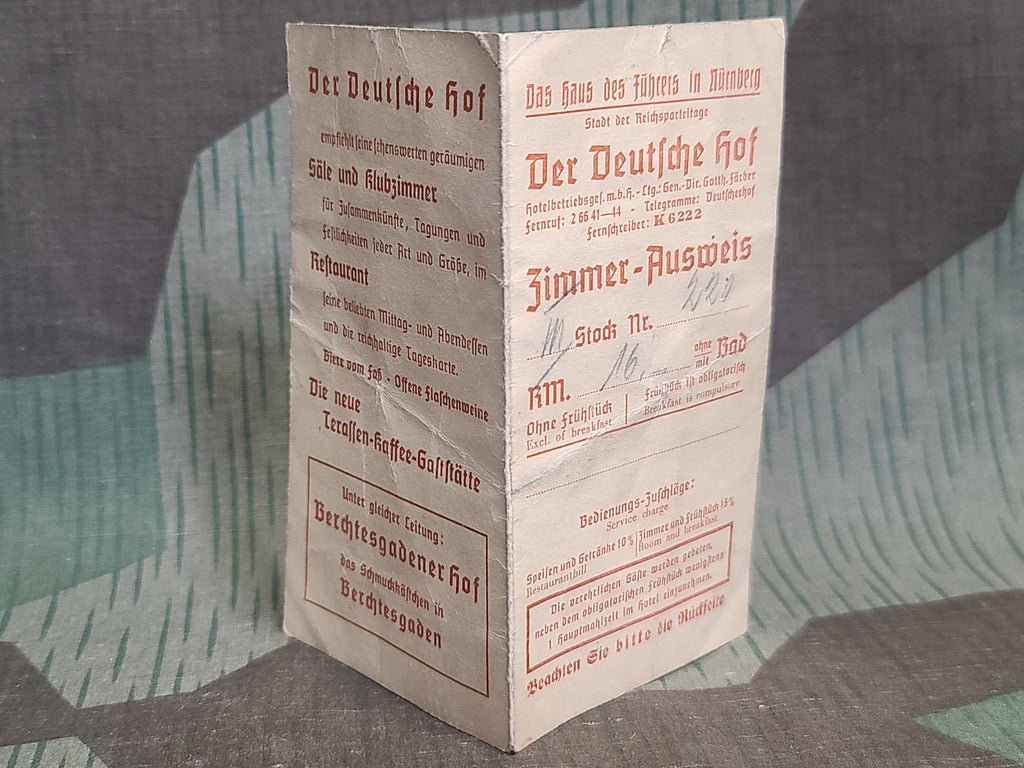 Der Deutsche Hof
empfiehlt seine sehenswerten geräumigen
Säle und Klubzimmer
für Zusammenkünfte, Tagungen und
Festlichkeiten jeder Art und Größe, im
Restaurant
seine beliebten Mittag- und Abendessen
und die reichhaltige Tageskarte.
Biere vom Faß - Offene Flaschenweine
Die neue
Terassen-Kaffee-Gaststätte
Unter gleicher Leitung:
Berchtesgadener Hof
das Schmuckkästchen in
Berchtesgaden
Das Haus des Führers in Nürnberg
Stadt der Reichsparteitage
Der Deutsche Hof
Hotelbetriebsges. m. b. H. - Ltg.: Gen.-Dir. Gotth. Färber
Fernruf: 2 66 41—44 - Telegramme: Deutscherhof
Fernschreiber: K 6222
Zimmer-Ausweis
III Stock Nr. 
RM. 16,— ohne mit Bad
Ohne Frühstück Frühstück ist obligatorisch
Excl. of breakfast Breakfast is compulsory
Bedienungs-Zuschläge:
Service charge
Speisen und Getränke 10% Zimmer und Frühstück 15%
Restaurantbill Room and breakfast
Die verehrlichen Gäste werden gebeten,
neben dem obligatorischen Frühstück wenigstens
1 Hauptmahlzeit im Hotel einzunehmen.
Beachten Sie bitte die Rückseite